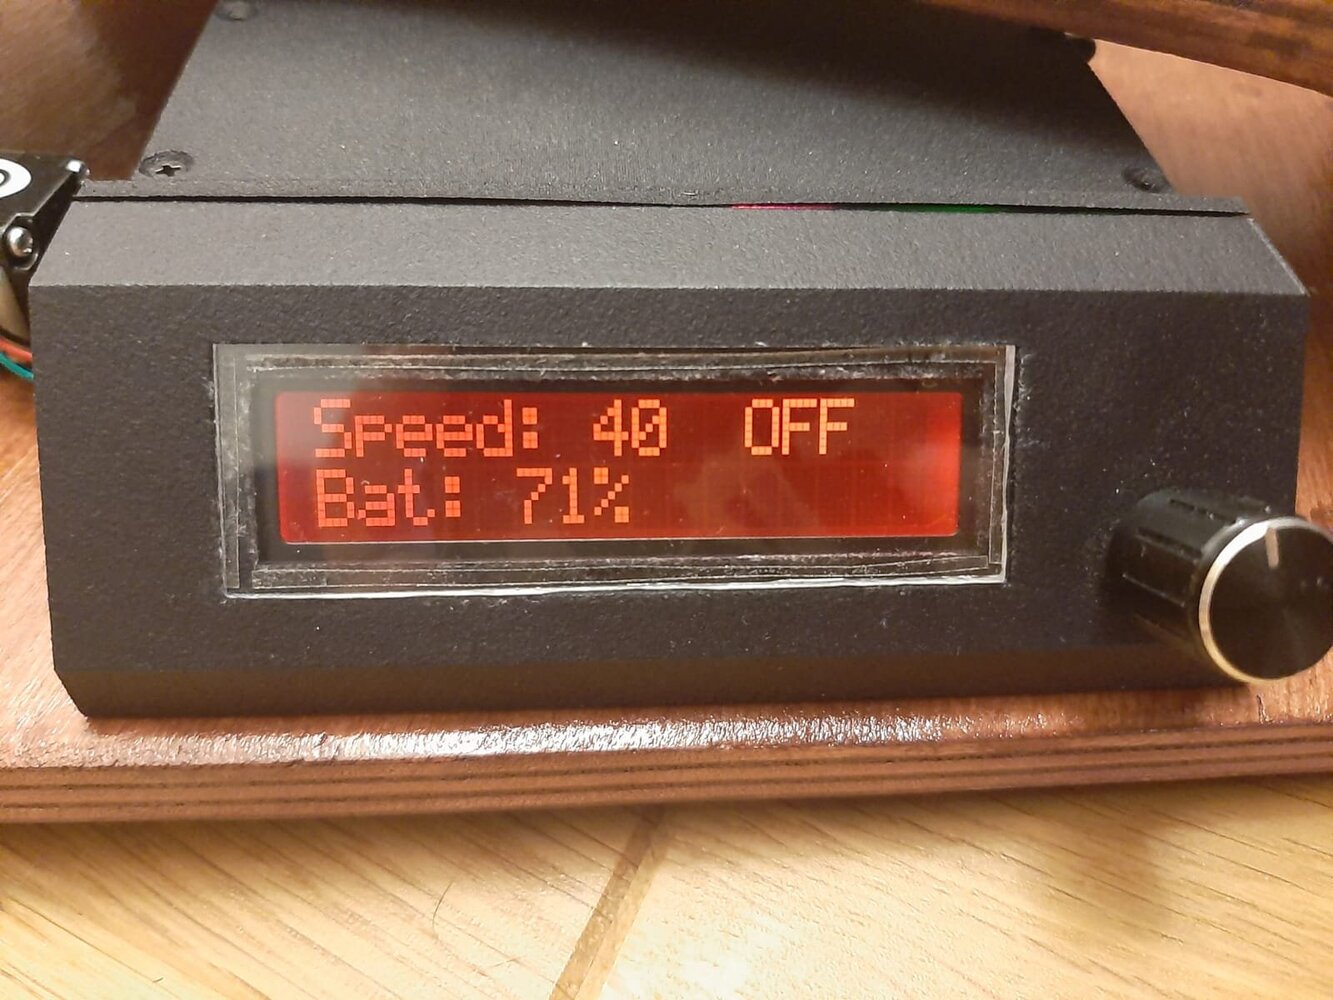 Speed: 40 OFF
Bat: 71%